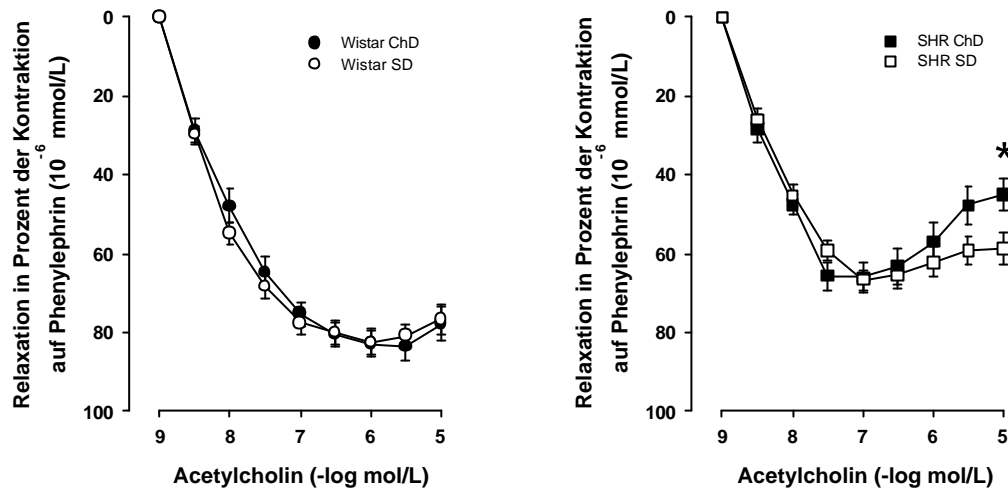 Relaxation in Prozent der Kontraktion
auf Phenylephrin (10^-6 mmol/L)
0
20
40
60
80
100
Wistar ChD
Wistar SD
9 8 7 6 5
Acetylcholin (-log mol/L)
Relaxation in Prozent der Kontraktion
auf Phenylephrin (10^-6 mmol/L)
0
20
40
60
80
100
SHR ChD
SHR SD
*
9 8 7 6 5
Acetylcholin (-log mol/L)